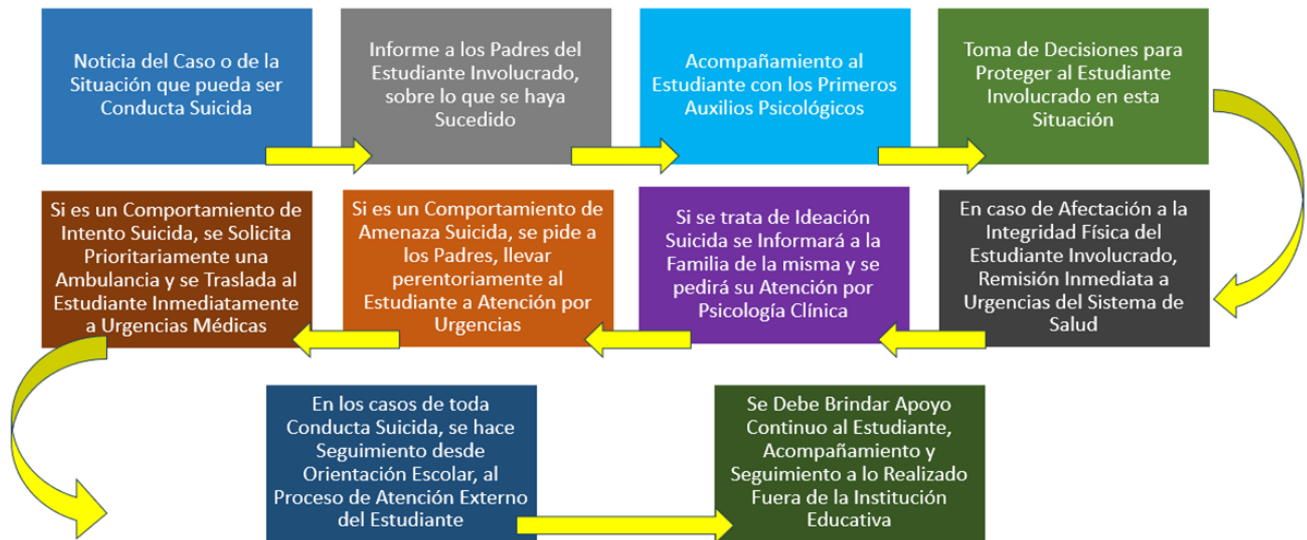 Noticia del Caso o de la
Situación que pueda ser
Conducta Suicida
Informe a los Padres del
Estudiante Involucrado,
sobre lo que se haya
Sucedido
Acompañamiento al
Estudiante con los Primeros
Auxilios Psicológicos
Toma de Decisiones para
Proteger al Estudiante
Involucrado en esta
Situación
En caso de Afectación a la
Integridad Física del
Estudiante Involucrado,
Remisión Inmediata a
Urgencias del Sistema de
Salud
Si se trata de Ideación
Suicida se Informará a la
Familia de la misma y se
pedirá su Atención por
Psicología Clínica
Si es un Comportamiento de
Amenaza Suicida, se pide a
los Padres, llevar
perentoriamente al
Estudiante a Atención por
Urgencias
Si es un Comportamiento de
Intento Suicida, se Solicita
Prioritariamente una
Ambulancia y se Traslada al
Estudiante Inmediatamente
a Urgencias Médicas
En los casos de toda
Conducta Suicida, se hace
Seguimiento desde
Orientación Escolar, al
Proceso de Atención Externo
del Estudiante
Se Debe Brindar Apoyo
Continuo al Estudiante,
Acompañamiento y
Seguimiento a lo Realizado
Fuera de la Institución
Educativa